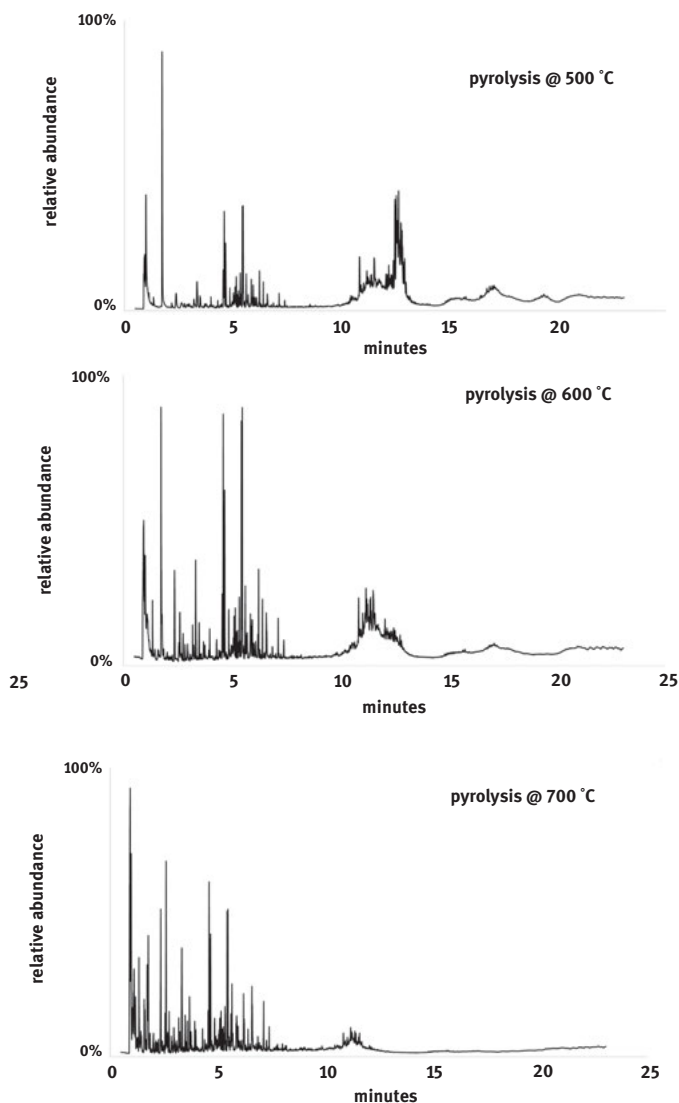 100%
pyrolysis @ 500 ˚C
relative abundance
0%
0 5 10 15 20
minutes
100%
pyrolysis @ 600 ˚C
relative abundance
0%
25
0 5 10 15 20 25
minutes
100%
pyrolysis @ 700 ˚C
relative abundance
0%
0 5 10 15 20 25
minutes